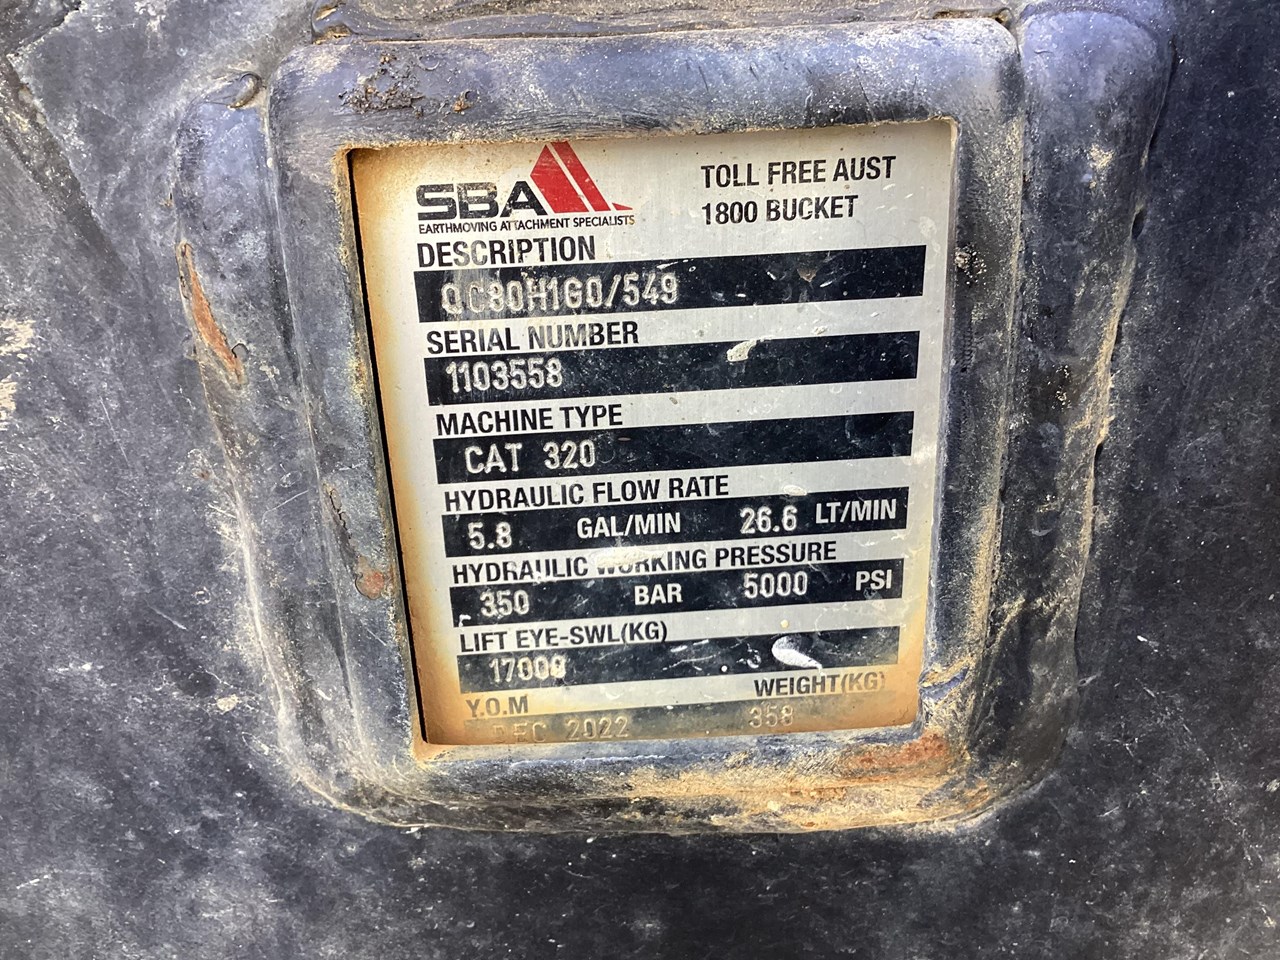 SBA
EARTHMOVING ATTACHMENT SPECIALISTS
TOLL FREE AUST
1800 BUCKET
DESCRIPTION
QC80H1G0/549
SERIAL NUMBER
1103558
MACHINE TYPE
CAT 320
HYDRAULIC FLOW RATE
5.8 GAL/MIN 26.6 LT/MIN
HYDRAULIC WORKING PRESSURE
350 BAR 5000 PSI
LIFT EYE-SWL(KG)
17000
Y.O.M WEIGHT(KG)
DEC 2022 358